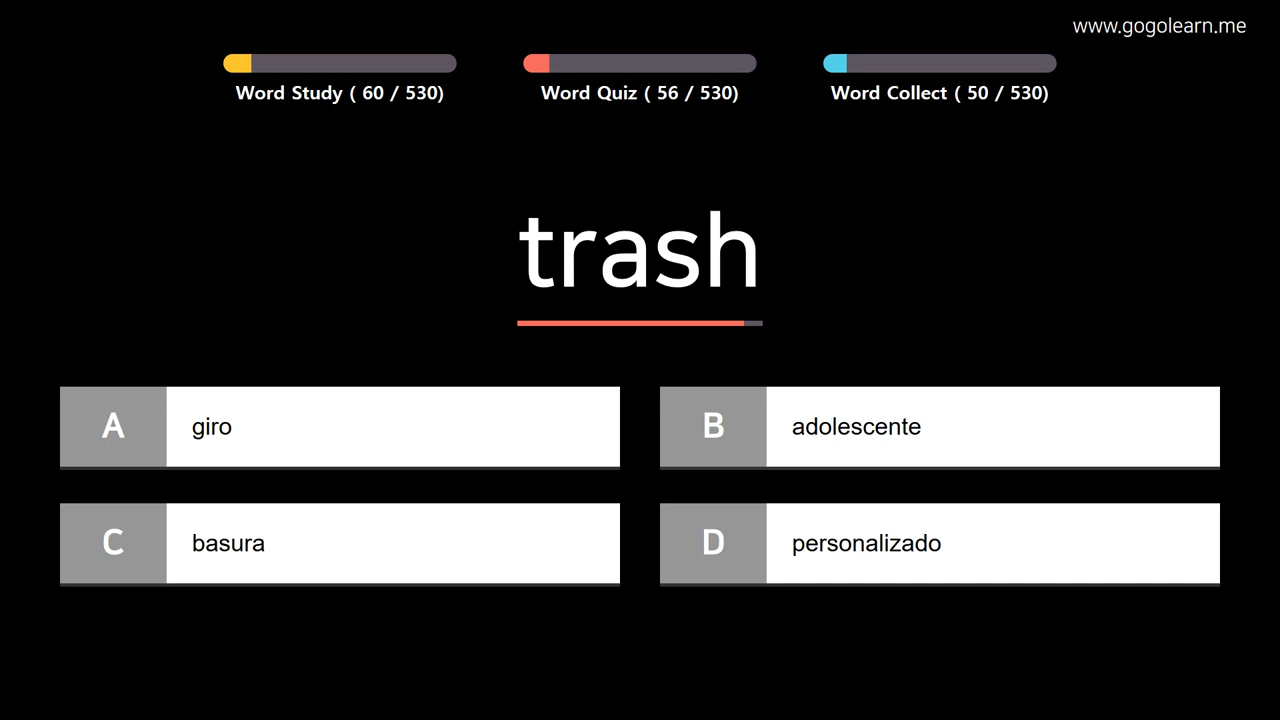 www.gogolearn.me
Word Study ( 60 / 530)
Word Quiz ( 56 / 530)
Word Collect ( 50 / 530)
trash
A giro
B adolescente
C basura
D personalizado